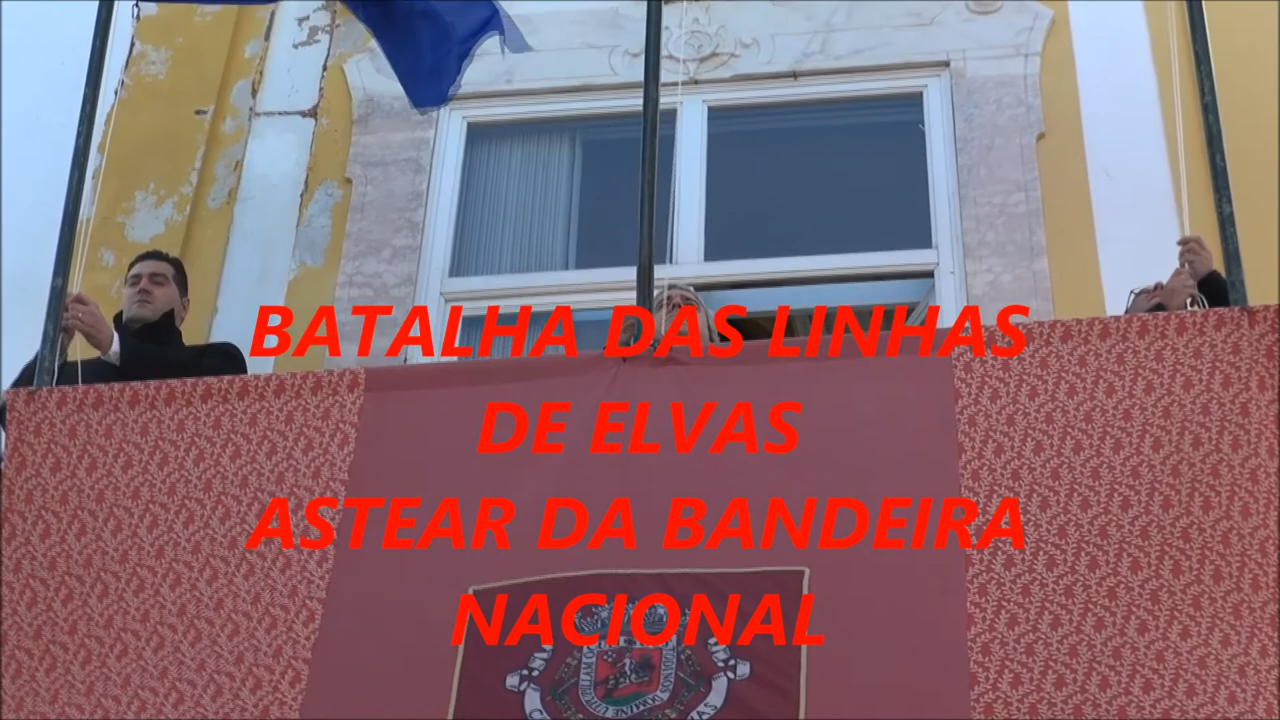 BATALHA DAS LINHAS
DE ELVAS
ASTEAR DA BANDEIRA
NACIONAL